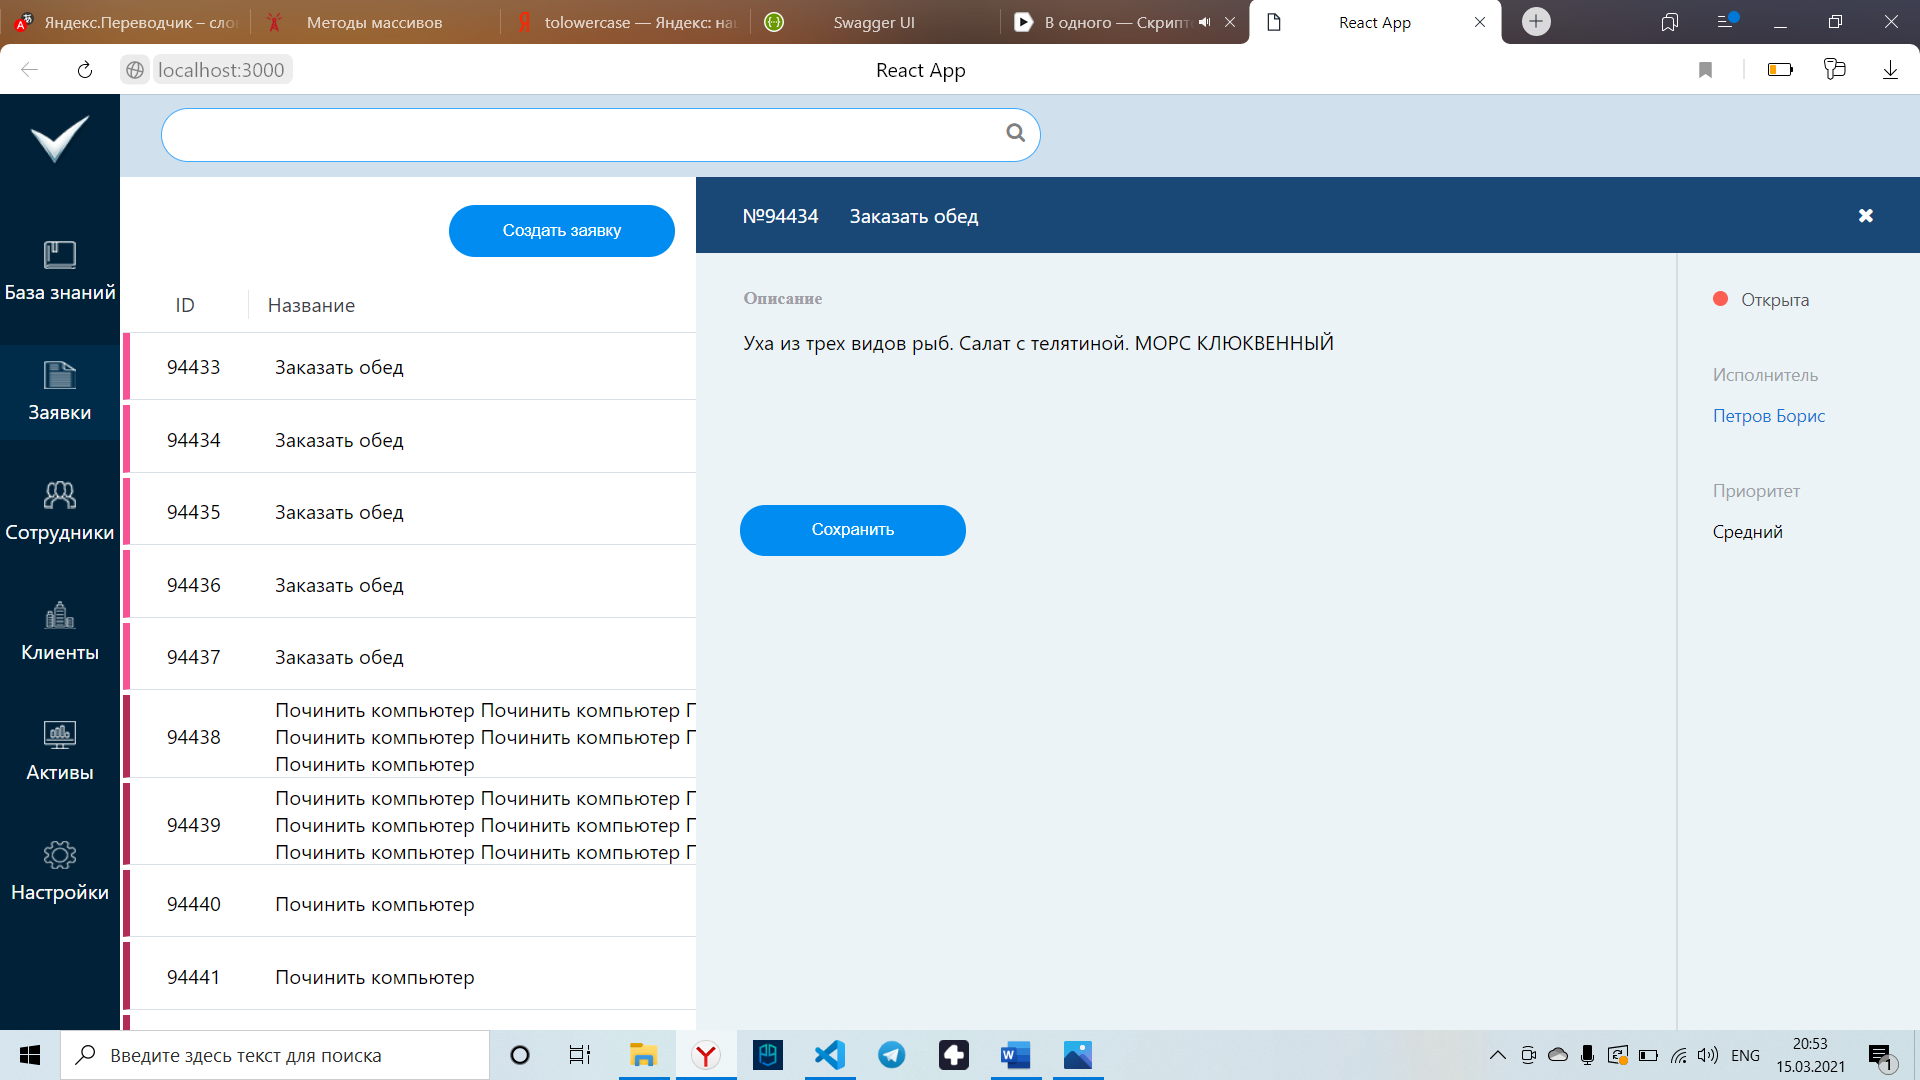 Яндекс.Переводчик – сло
Методы массивов
tolowercase — Яндекс: на
Swagger UI
В одного — Скрипт
React App
localhost:3000
React App
База знаний
Заявки
Сотрудники
Клиенты
Активы
Настройки
Создать заявку
ID Название
94433 Заказать обед
94434 Заказать обед
94435 Заказать обед
94436 Заказать обед
94437 Заказать обед
94438
Починить компьютер Починить компьютер
Починить компьютер Починить компьютер
Починить компьютер
94439
Починить компьютер Починить компьютер
Починить компьютер Починить компьютер
Починить компьютер Починить компьютер
94440 Починить компьютер
94441 Починить компьютер
№94434 Заказать обед
Описание
Уха из трех видов рыб. Салат с телятиной. МОРС КЛЮКВЕННЫЙ
Сохранить
Открыта
Исполнитель
Петров Борис
Приоритет
Средний
Введите здесь текст для поиска
ENG
20:53
15.03.2021
1